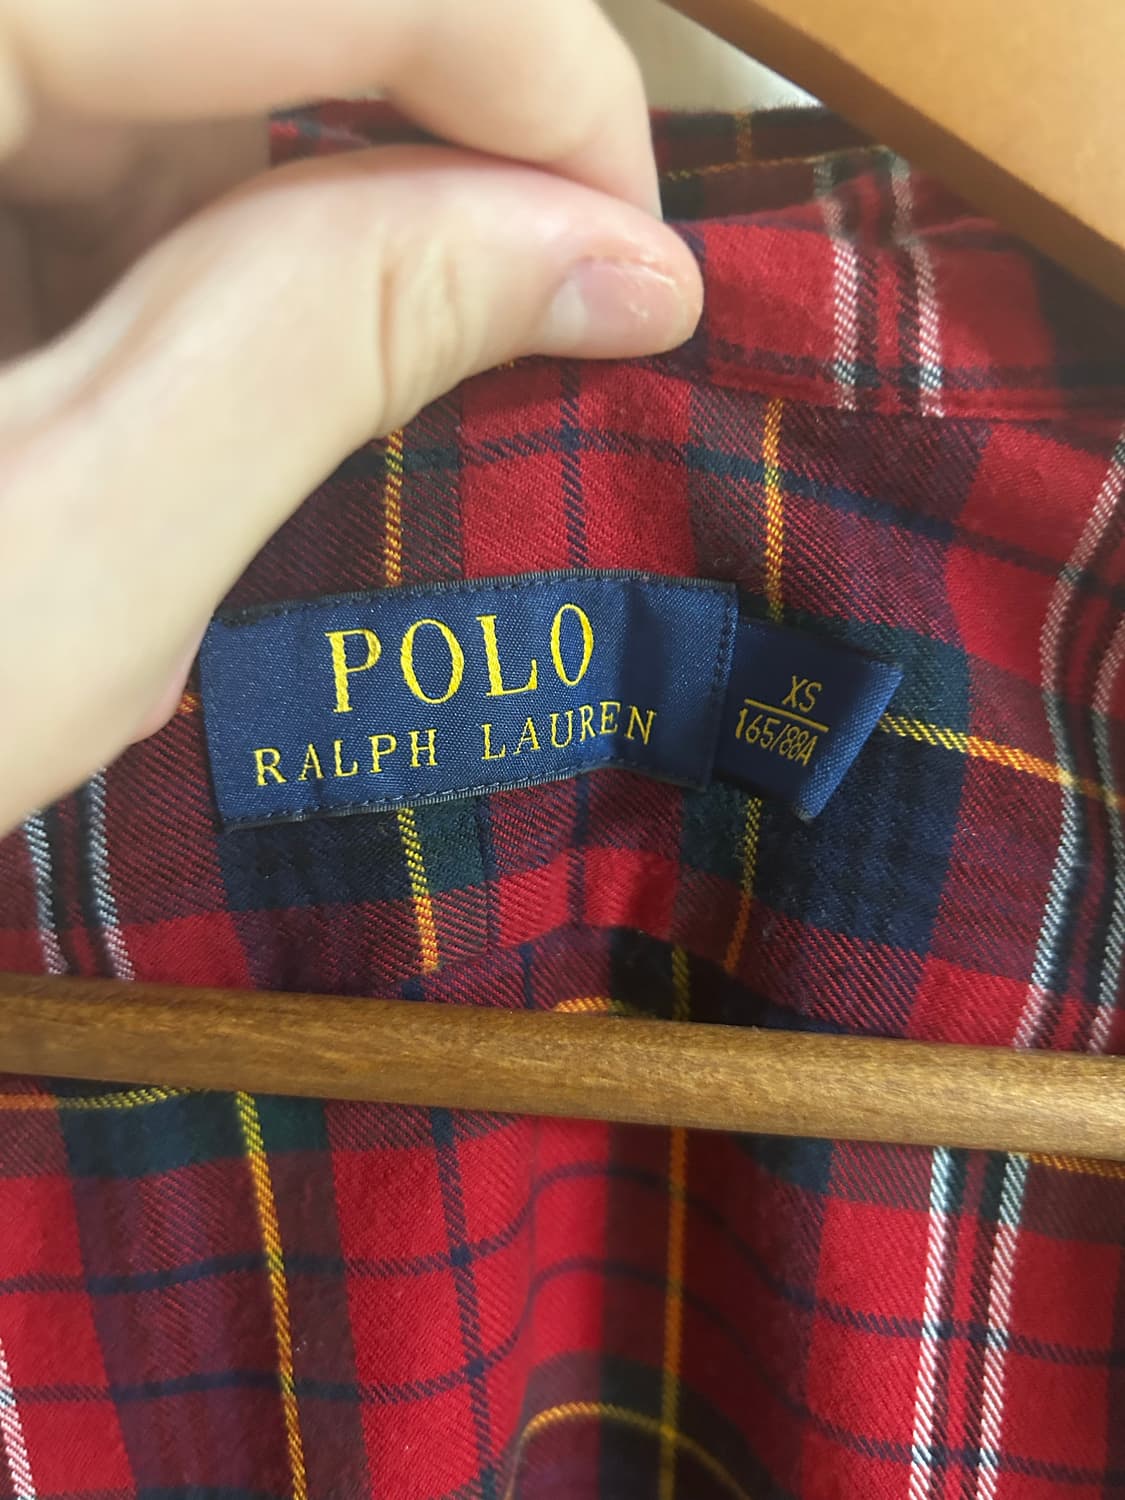 POLO
RALPH LAUREN
XS
165/88A